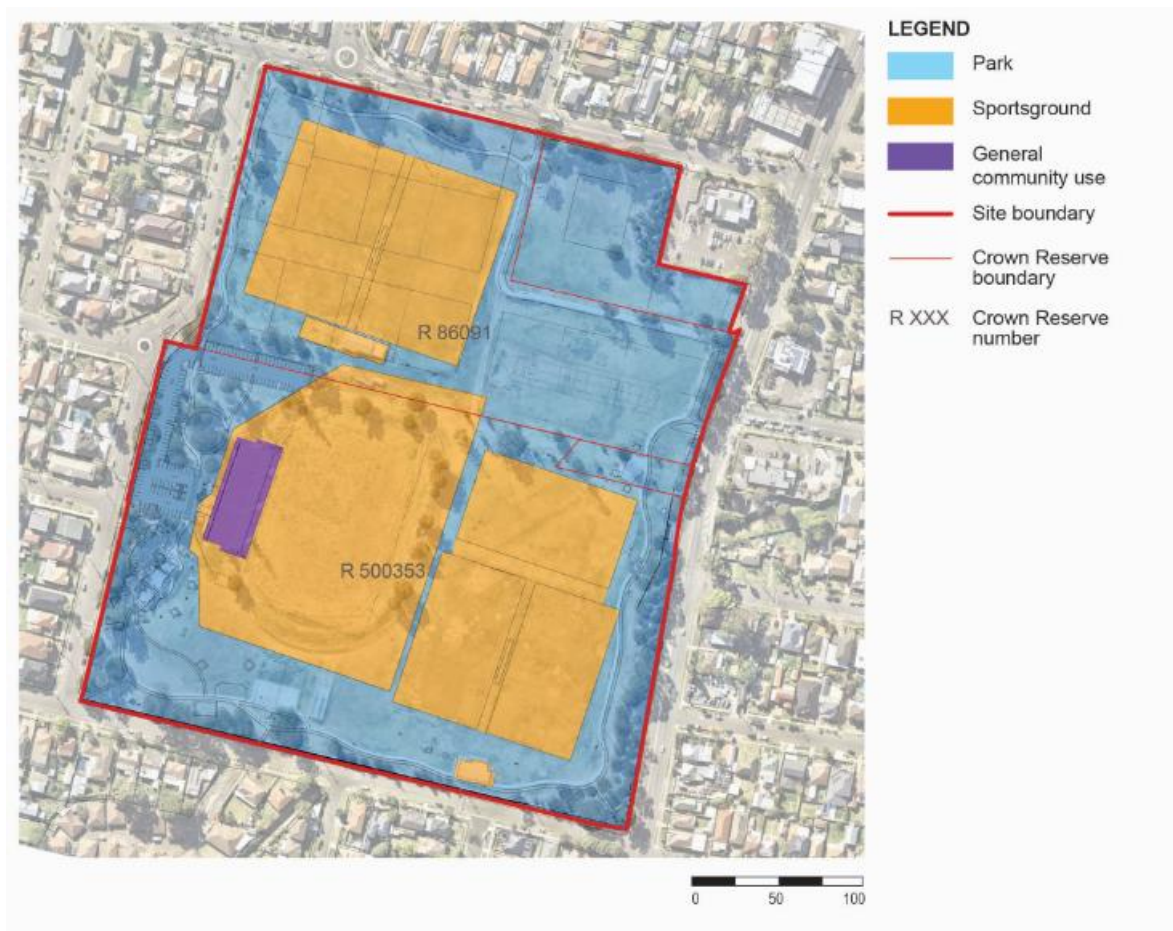 LEGEND
Park
Sportsground
General
community use
Site boundary
Crown Reserve
boundary
R XXX Crown Reserve
number
R 86091
R 500353
0 50 100